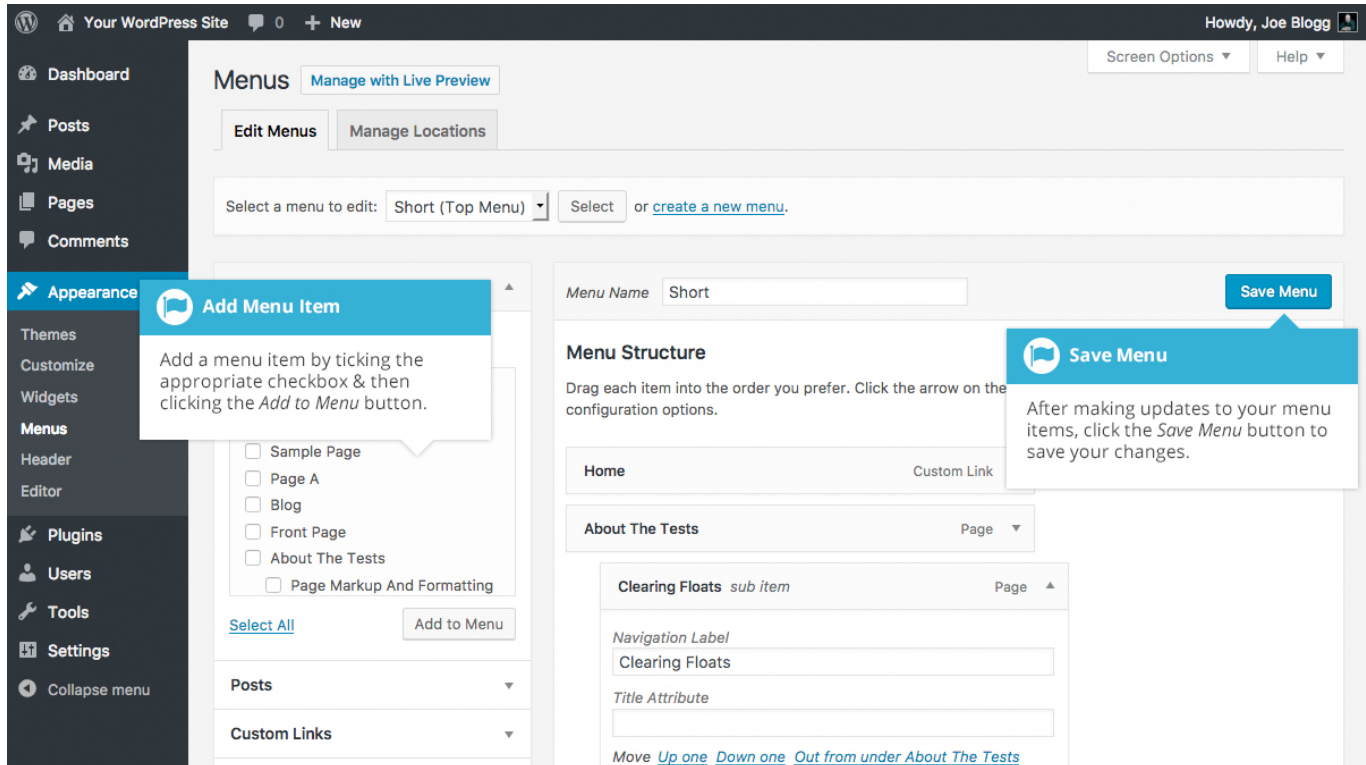 Your WordPress Site 0 + New
Howdy, Joe Blogg
Screen Options ▼
Help ▼
Dashboard
Posts
Media
Pages
Comments
Appearance
Themes
Customize
Widgets
Menus
Header
Editor
Plugins
Users
Tools
Settings
Collapse menu
Menus
Manage with Live Preview
Edit Menus
Manage Locations
Select a menu to edit:
Short (Top Menu)
Select
or create a new menu.
Add Menu Item
Add a menu item by ticking the
appropriate checkbox & then
clicking the Add to Menu button.
Sample Page
Page A
Blog
Front Page
About The Tests
Page Markup And Formatting
Select All
Add to Menu
Posts
Custom Links
Menu Name
Short
Save Menu
Menu Structure
Drag each item into the order you prefer. Click the arrow on the
configuration options.
Save Menu
After making updates to your menu
items, click the Save Menu button to
save your changes.
Home
Custom Link
About The Tests
Page
Clearing Floats sub item
Page
Navigation Label
Clearing Floats
Title Attribute
Move Up one Down one Out from under About The Tests